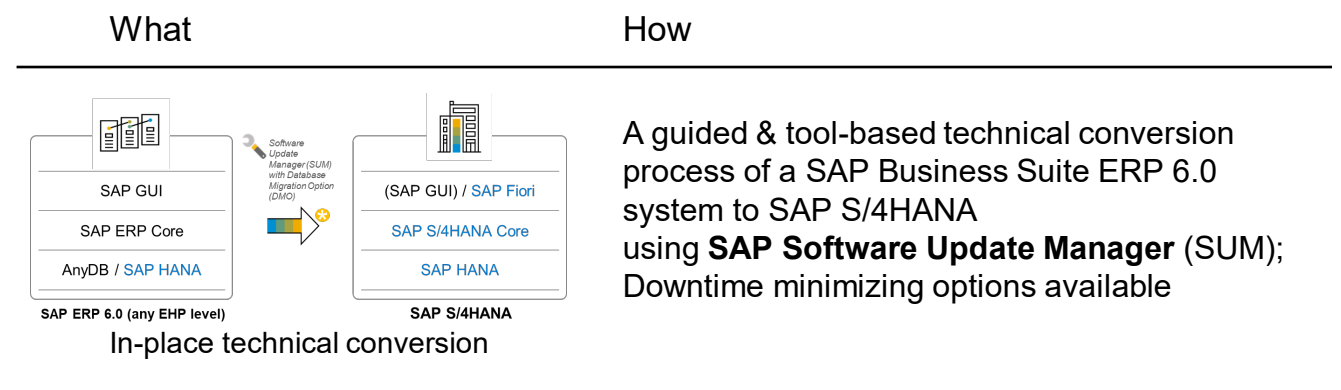 What
How
Software
Update
Manager (SUM)
with Database
Migration Option
(DMO)
SAP GUI
SAP ERP Core
AnyDB / SAP HANA
SAP ERP 6.0 (any EHP level)
(SAP GUI) / SAP Fiori
SAP S/4HANA Core
SAP HANA
SAP S/4HANA
In-place technical conversion
A guided & tool-based technical conversion
process of a SAP Business Suite ERP 6.0
system to SAP S/4HANA
using SAP Software Update Manager (SUM);
Downtime minimizing options available